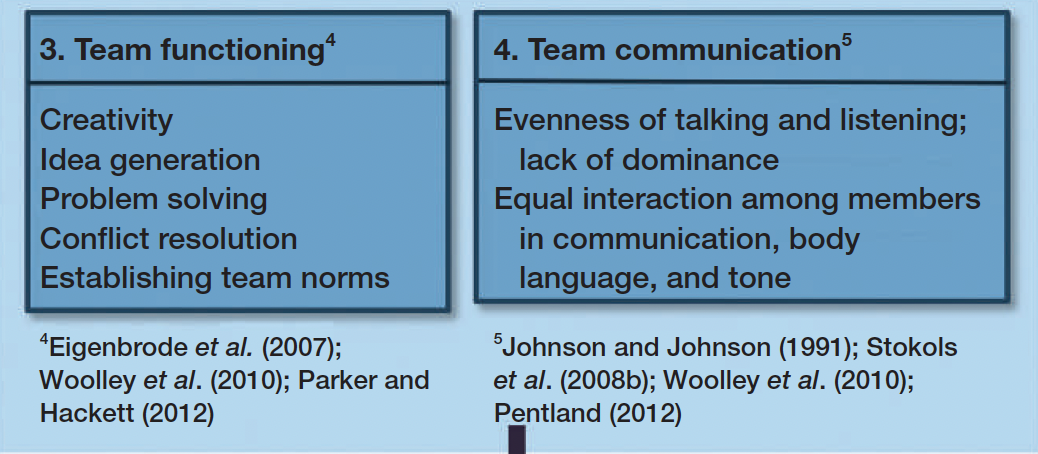 3. Team functioning4
Creativity
Idea generation
Problem solving
Conflict resolution
Establishing team norms
4Eigenbrode et al. (2007);
Woolley et al. (2010); Parker and
Hackett (2012)
4. Team communication5
Evenness of talking and listening;
lack of dominance
Equal interaction among members
in communication, body
language, and tone
5Johnson and Johnson (1991); Stokols
et al. (2008b); Woolley et al. (2010);
Pentland (2012)